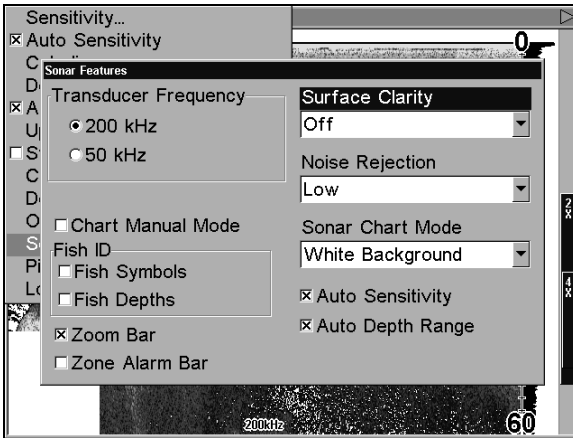 Sensitivity...
Auto Sensitivity
0
Sonar Features
Transducer Frequency
200 kHz
50 kHz
Chart Manual Mode
Fish ID
Fish Symbols
Fish Depths
Zoom Bar
Zone Alarm Bar
Surface Clarity
Off
Noise Rejection
Low
Sonar Chart Mode
White Background
Auto Sensitivity
Auto Depth Range
2X
4X
200kHz
60